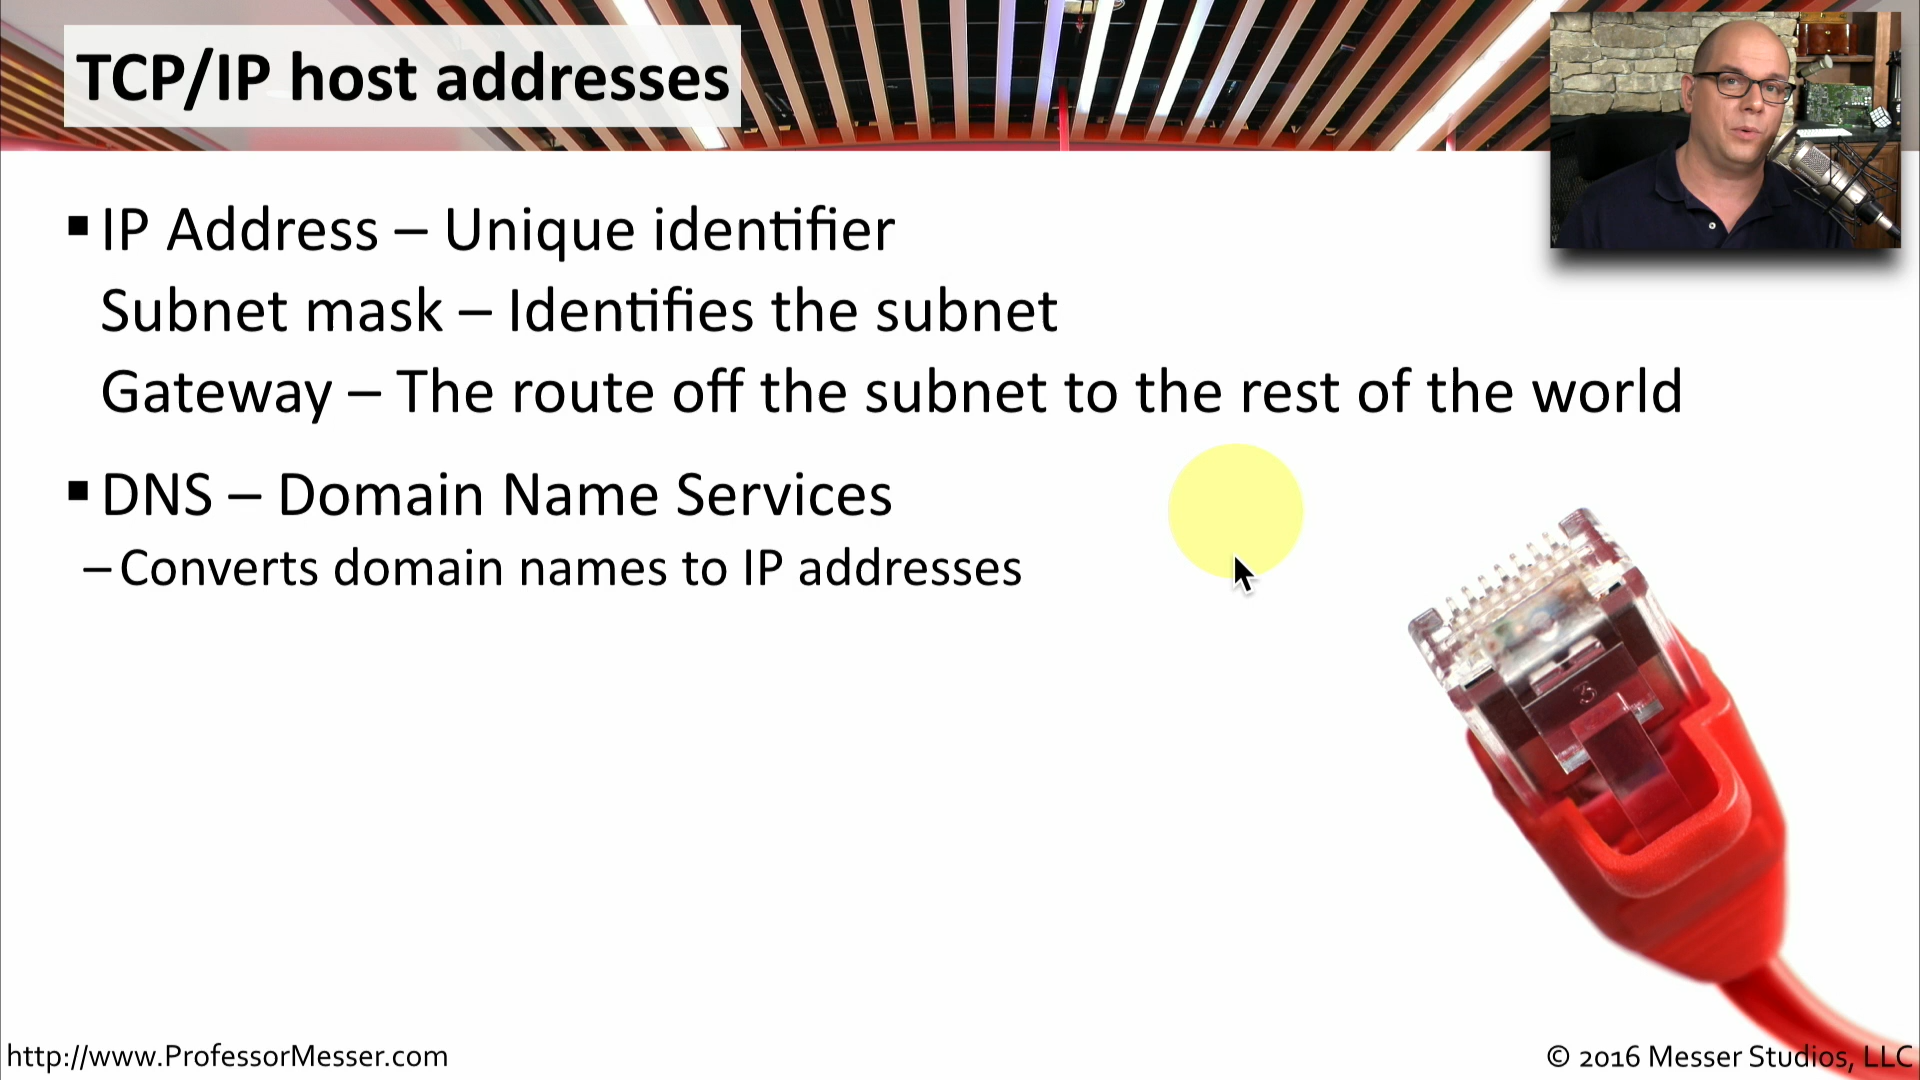 TCP/IP host addresses
▪ IP Address – Unique identifier
Subnet mask – Identifies the subnet
Gateway – The route off the subnet to the rest of the world
▪ DNS – Domain Name Services
– Converts domain names to IP addresses
3
http://www.ProfessorMesser.com
© 2016 Messer Studios, LLC